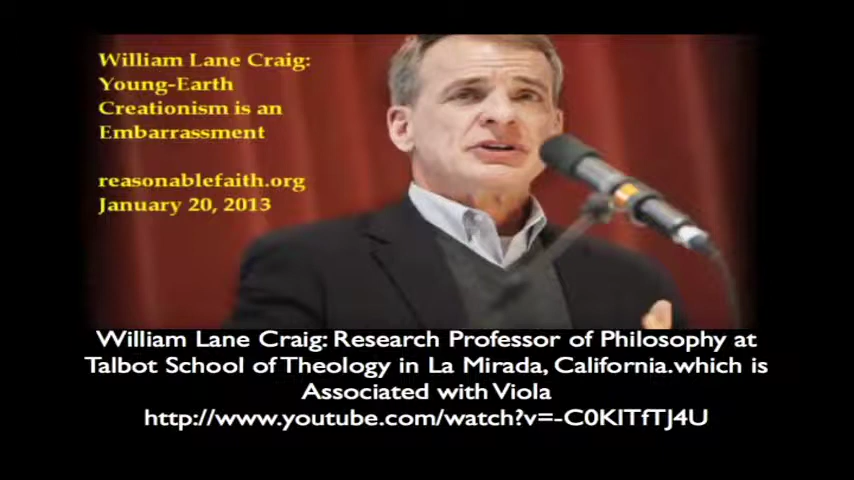 William Lane Craig:
Young-Earth
Creationism is an
Embarrassment
reasonablefaith.org
January 20, 2013
William Lane Craig: Research Professor of Philosophy at
Talbot School of Theology in La Mirada, California.which is
Associated with Viola
http://www.youtube.com/watch?v=-C0KITfTJ4U